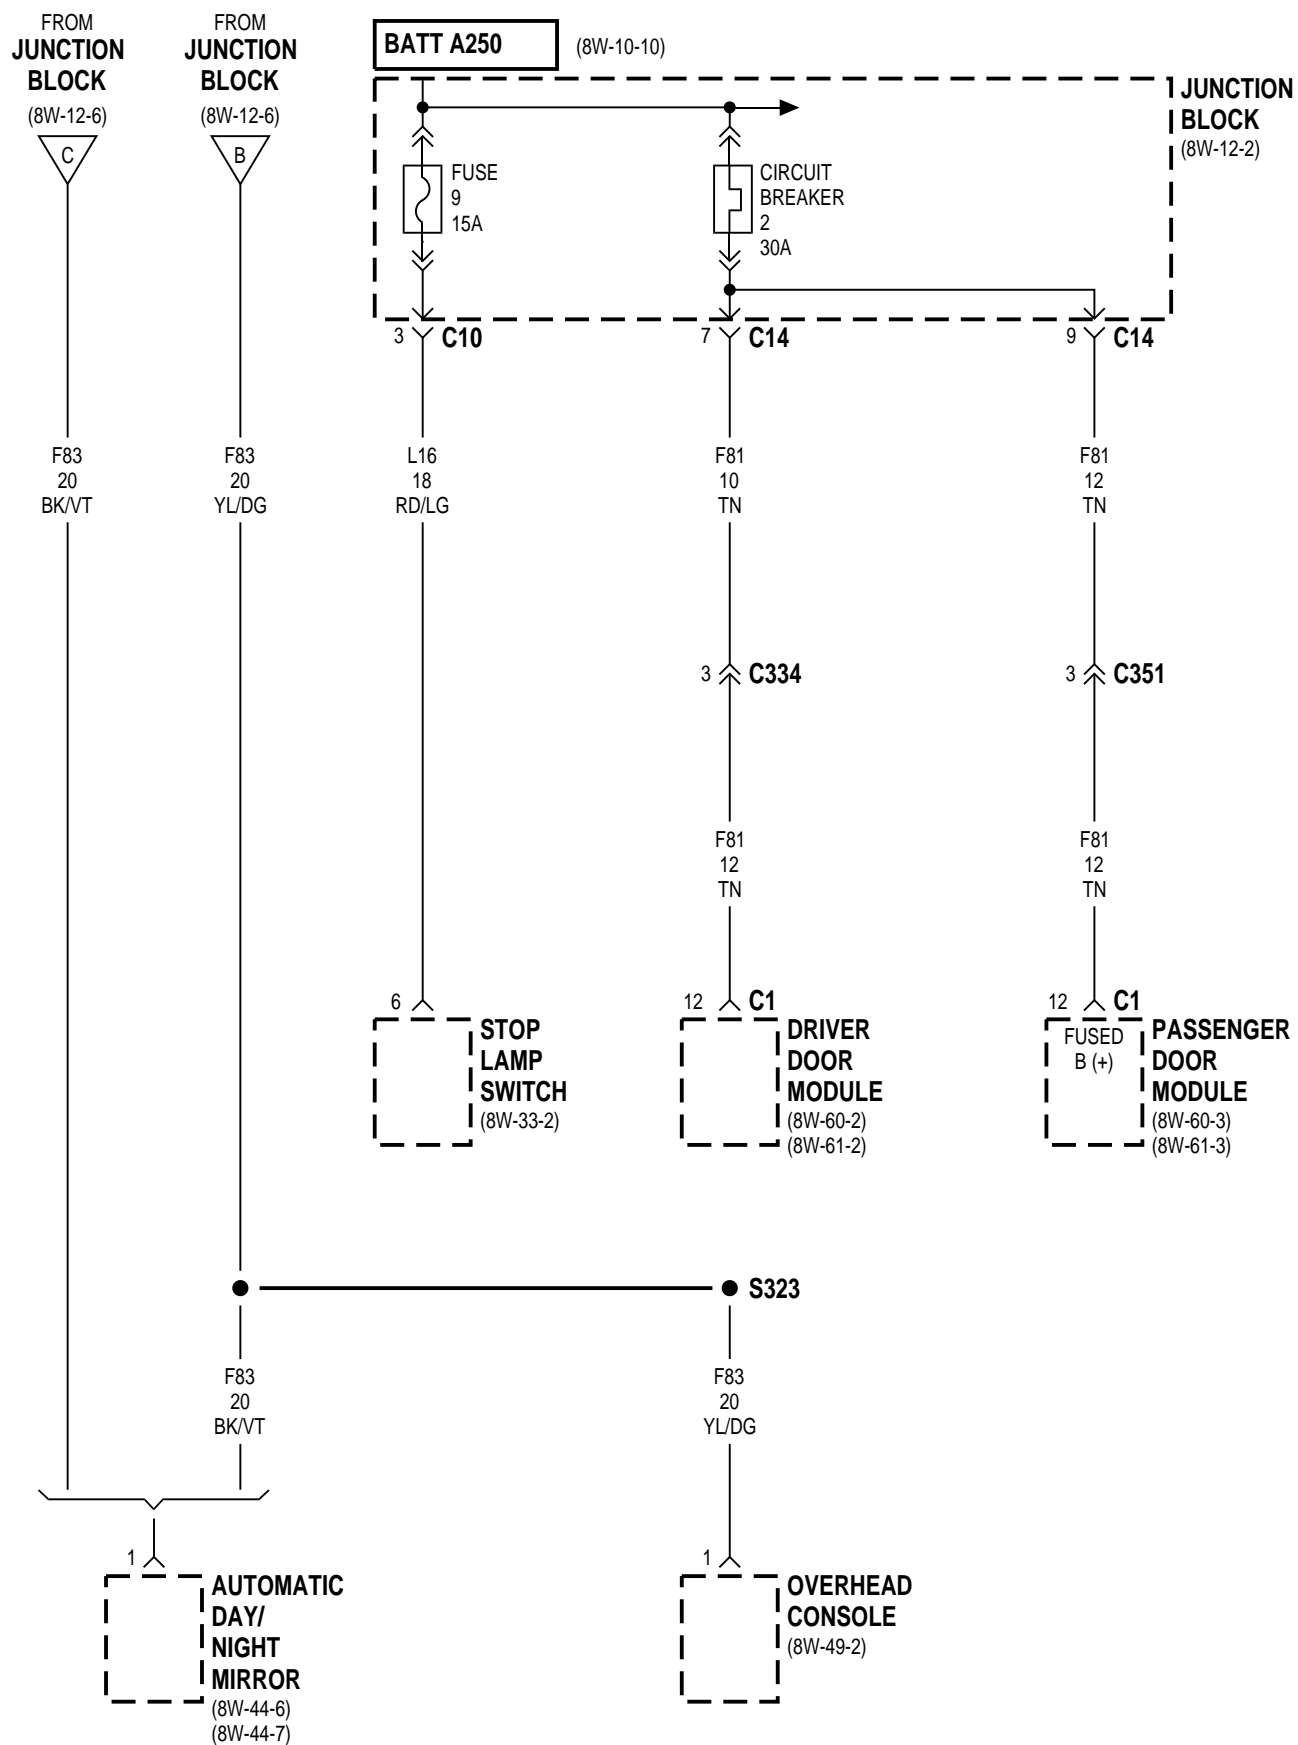 FROM
JUNCTION
BLOCK
(8W-12-6)
C
FROM
JUNCTION
BLOCK
(8W-12-6)
B
BATT A250
(8W-10-10)
JUNCTION
BLOCK
(8W-12-2)
FUSE
9
15A
CIRCUIT
BREAKER
2
30A
3 C10
7 C14
9 C14
F83
20
BK/VT
F83
20
YL/DG
L16
18
RD/LG
F81
10
TN
F81
12
TN
3 C334
3 C351
F81
12
TN
F81
12
TN
6
STOP
LAMP
SWITCH
(8W-33-2)
12 C1
DRIVER
DOOR
MODULE
(8W-60-2)
(8W-61-2)
12 C1
FUSED
B (+)
PASSENGER
DOOR
MODULE
(8W-60-3)
(8W-61-3)
S323
F83
20
BK/VT
F83
20
YL/DG
1
AUTOMATIC
DAY/
NIGHT
MIRROR
(8W-44-6)
(8W-44-7)
1
OVERHEAD
CONSOLE
(8W-49-2)